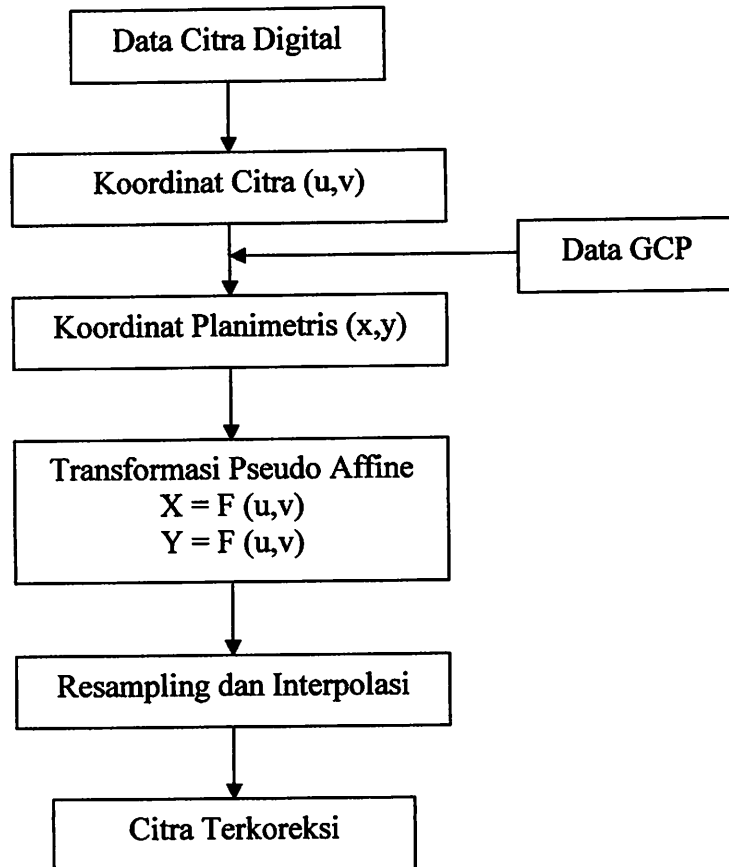 Data Citra Digital
Koordinat Citra (u,v)
Data GCP
Koordinat Planimetris (x,y)
Transformasi Pseudo Affine
X = F (u,v)
Y = F (u,v)
Resampling dan Interpolasi
Citra Terkoreksi